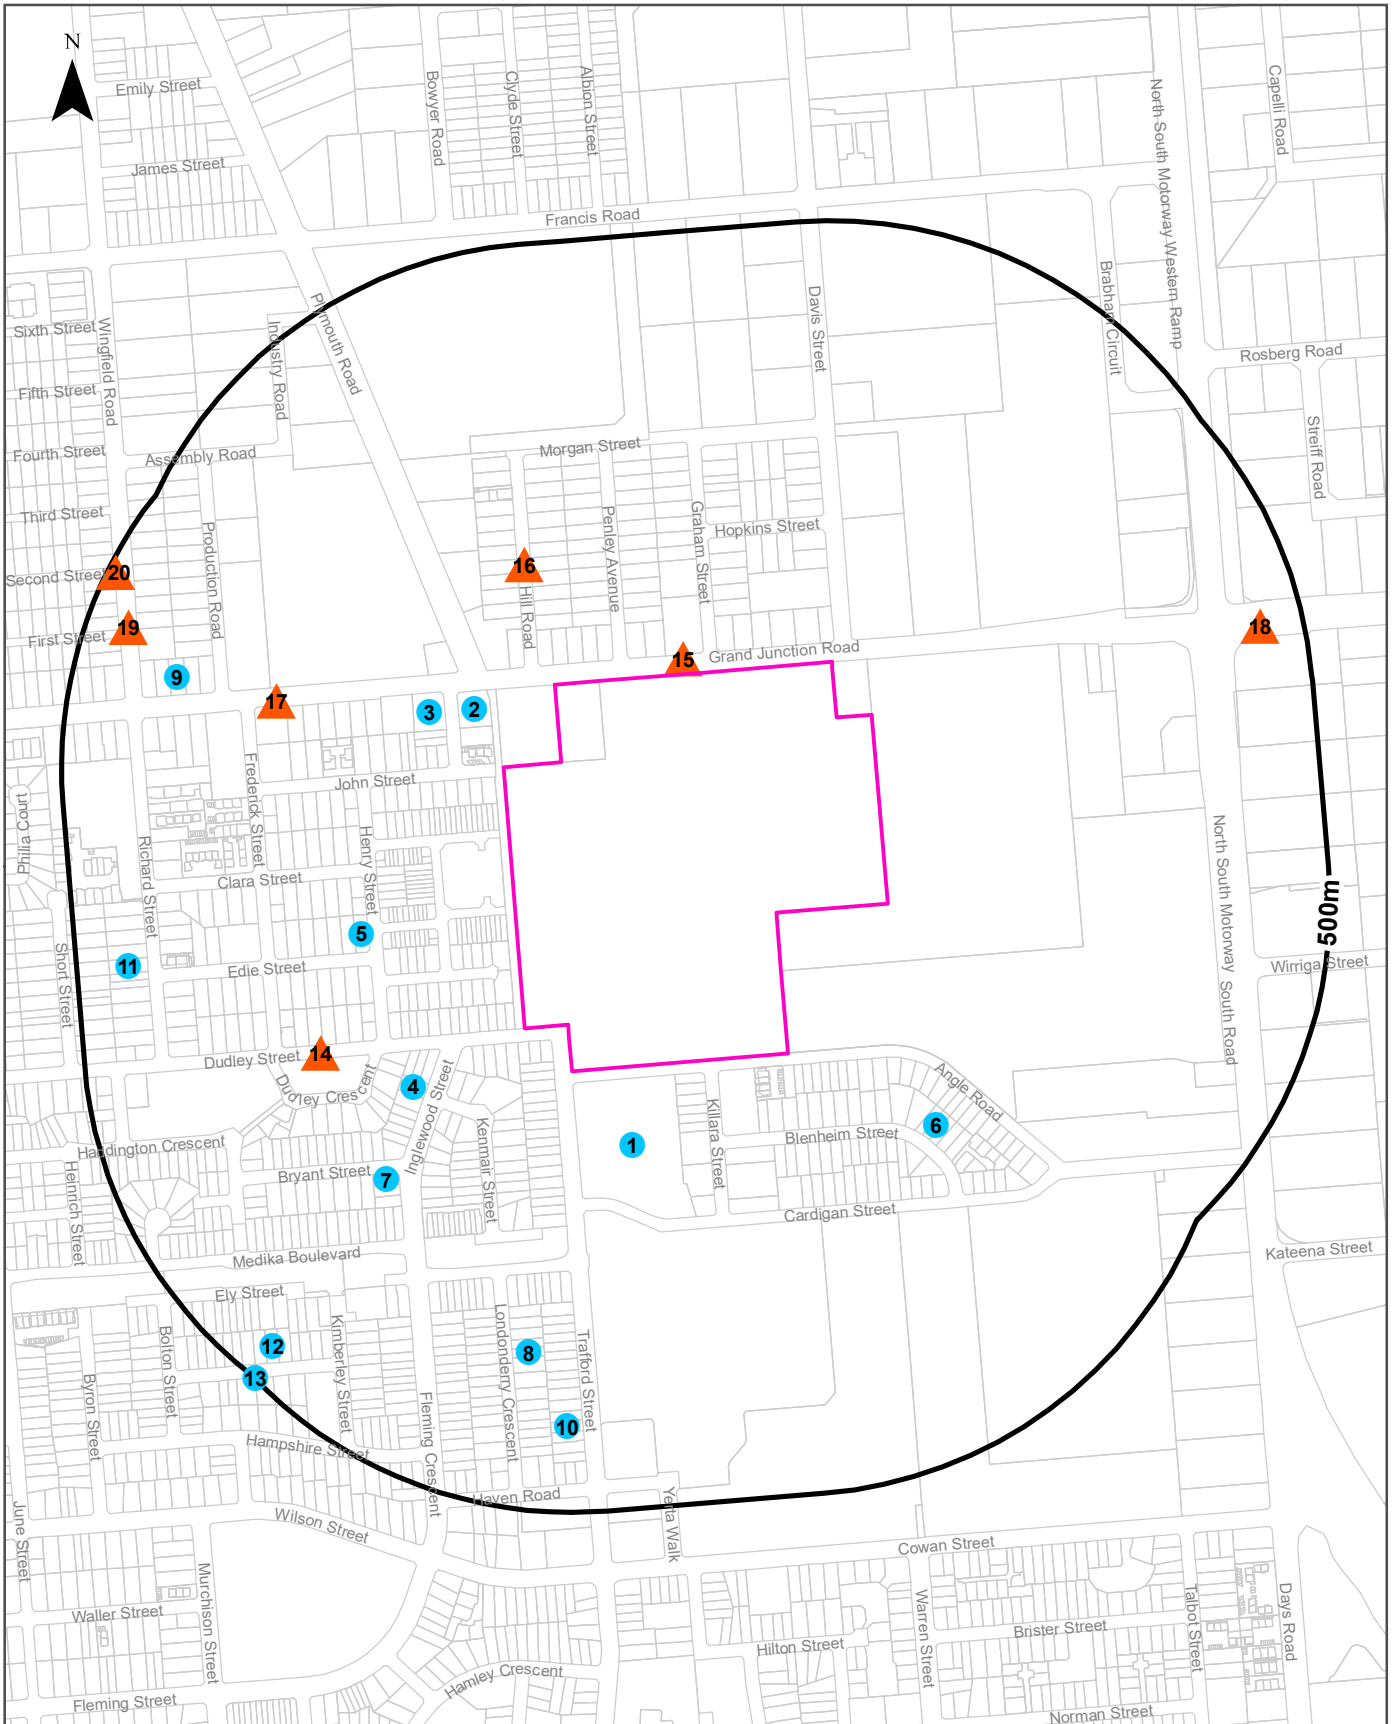 N
Emily Street
James Street
Bowyer Road
Clyde Street
Albion Street
Francis Road
North South Motorway Western Ramp
Capelli Road
Sixth Street
Wingfield Road
Industry Road
Plymouth Road
Davis Street
Brabham Circuit
Rosberg Road
Fifth Street
Fourth Street
Assembly Road
Morgan Street
Streiff Road
Third Street
Production Road
Penley Avenue
Graham Street
Hopkins Street
Second Street
20
16
Hill Road
First Street
19
18
15
Grand Junction Road
9
17
3
2
John Street
Frederick Street
Philla Court
Richard Street
Henry Street
Clara Street
North South Motorway South Road
500m
5
11
Short Street
Edie Street
Wirriga Street
Dudley Street
14
Dudley Crescent
4
Inglewood Street
Angle Road
Killara Street
6
Blenheim Street
1
Haddington Crescent
Heinrich Street
Bryant Street
7
Kenmair Street
Cardigan Street
Medika Boulevard
Kateena Street
Ely Street
Bolton Street
12
Kimberley Street
Londonderry Crescent
8
Trafford Street
13
Byron Street
Fleming Crescent
10
Hampshire Street
Haven Road
Yerta Walk
June Street
Wilson Street
Cowan Street
Murchison Street
Waller Street
Warren Street
Talbot Street
Days Road
Brister Street
Hilton Street
Hamley Crescent
Fleming Street
Norman Street